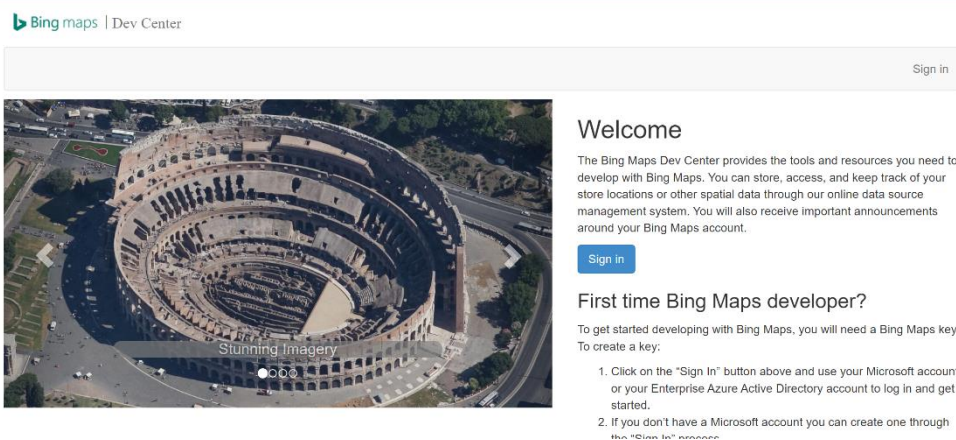 Bing maps | Dev Center
Sign in
Stunning Imagery
Welcome
The Bing Maps Dev Center provides the tools and resources you need to
develop with Bing Maps. You can store, access, and keep track of your
store locations or other spatial data through our online data source
management system. You will also receive important announcements
around your Bing Maps account.
Sign in
First time Bing Maps developer?
To get started developing with Bing Maps, you will need a Bing Maps key
To create a key:
1. Click on the “Sign In” button above and use your Microsoft account
or your Enterprise Azure Active Directory account to log in and get
started.
2. If you don’t have a Microsoft account you can create one through
the “Sign In” process